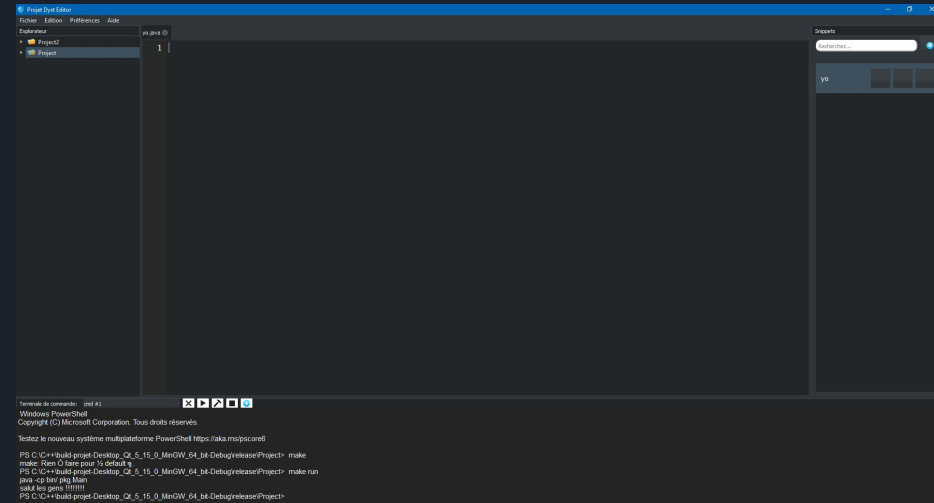 Projet Dyst Editor
Fichier Edition Préférences Aide
Explorateur
Project2
Project
yo.java
1
Snippets
Recherchez...
yo
Terminale de commande: cmd #1
Windows PowerShell
Copyright (C) Microsoft Corporation. Tous droits réservés.
Testez le nouveau système multiplateforme PowerShell https://aka.ms/pscore6
PS C:\C++\build-projet-Desktop_Qt_5_15_0_MinGW_64_bit-Debug\release\Project> make
make: Rien Ó faire pour ½ default
PS C:\C++\build-projet-Desktop_Qt_5_15_0_MinGW_64_bit-Debug\release\Project> make run
java -cp bin/ pkg.Main
salut les gens !!!!!!!!
PS C:\C++\build-projet-Desktop_Qt_5_15_0_MinGW_64_bit-Debug\release\Project>